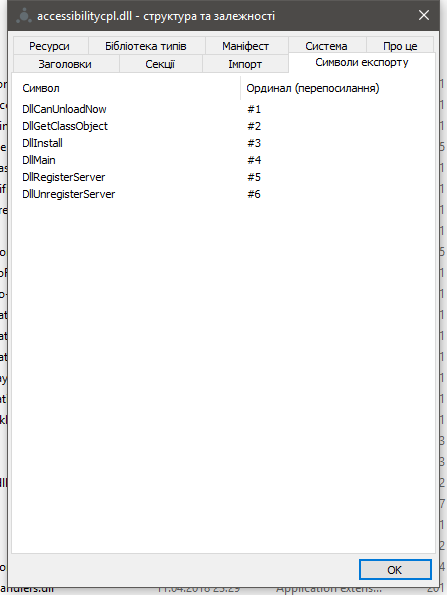 accessibilitycpl.dll - структура та залежності
Ресурси Бібліотека типів Маніфест Система Про це
Заголовки Секції Імпорт Символи експорту
Символ Ординал (перепосилання)
DllCanUnloadNow #1
DllGetClassObject #2
DllInstall #3
DllMain #4
DllRegisterServer #5
DllUnregisterServer #6
OK